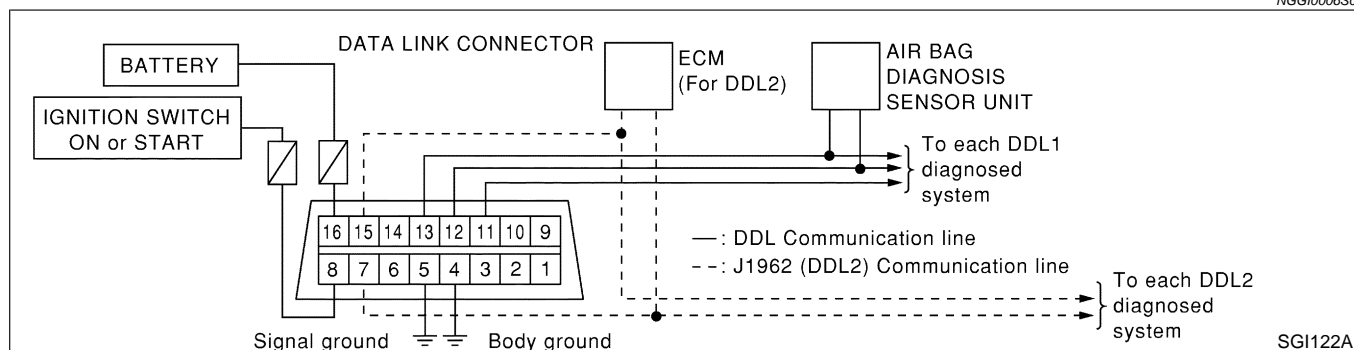 DATA LINK CONNECTOR
BATTERY
IGNITION SWITCH
ON or START
ECM
(For DDL2)
AIR BAG
DIAGNOSIS
SENSOR UNIT
To each DDL1
diagnosed
system
16 15 14 13 12 11 10 9
8 7 6 5 4 3 2 1
: DDL Communication line
: J1962 (DDL2) Communication line
To each DDL2
diagnosed
system
Signal ground
Body ground
SGI122A